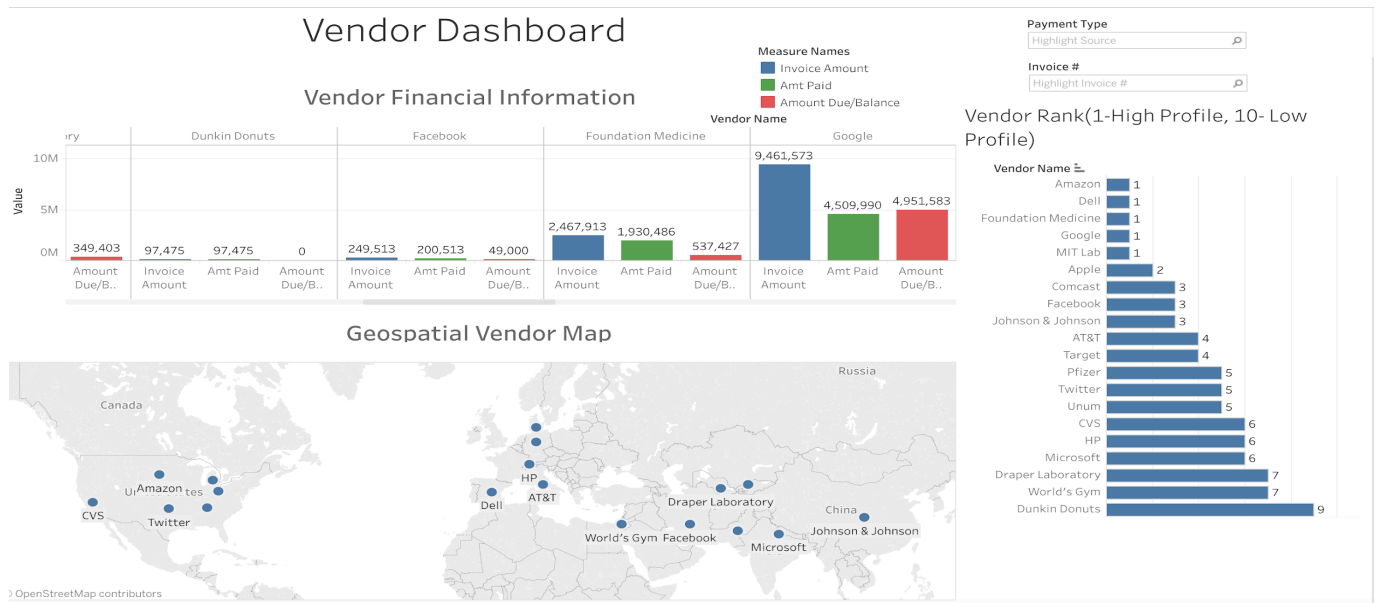 Vendor Dashboard
Payment Type
Highlight Source
Invoice #
Highlight Invoice #
Measure Names
Invoice Amount
Amt Paid
Amount Due/Balance
Vendor Financial Information
Vendor Name
ry
Dunkin Donuts
Facebook
Foundation Medicine
Google
Value
10M
5M
0M
349,403
97,475
97,475
0
249,513
200,513
49,000
2,467,913
1,930,486
537,427
9,461,573
4,509,990
4,951,583
Amount
Due/B..
Invoice
Amount
Amt Paid
Amount
Due/B..
Invoice
Amount
Amt Paid
Amount
Due/B..
Invoice
Amount
Amt Paid
Amount
Due/B..
Invoice
Amount
Amt Paid
Amount
Due/B..
Vendor Rank(1-High Profile, 10- Low
Profile)
Vendor Name
Amazon 1
Dell 1
Foundation Medicine 1
Google 1
MIT Lab 1
Apple 2
Comcast 3
Facebook 3
Johnson & Johnson 3
AT&T 4
Target 4
Pfizer 5
Twitter 5
Unum 5
CVS 6
HP 6
Microsoft 6
Draper Laboratory 7
World's Gym 7
Dunkin Donuts 9
Geospatial Vendor Map
Russia
Canada
HP
Amazon
AT&T
Dell
Draper Laboratory
CVS
Twitter
China
World's Gym
Facebook
Johnson & Johnson
Microsoft
OpenStreetMap contributors